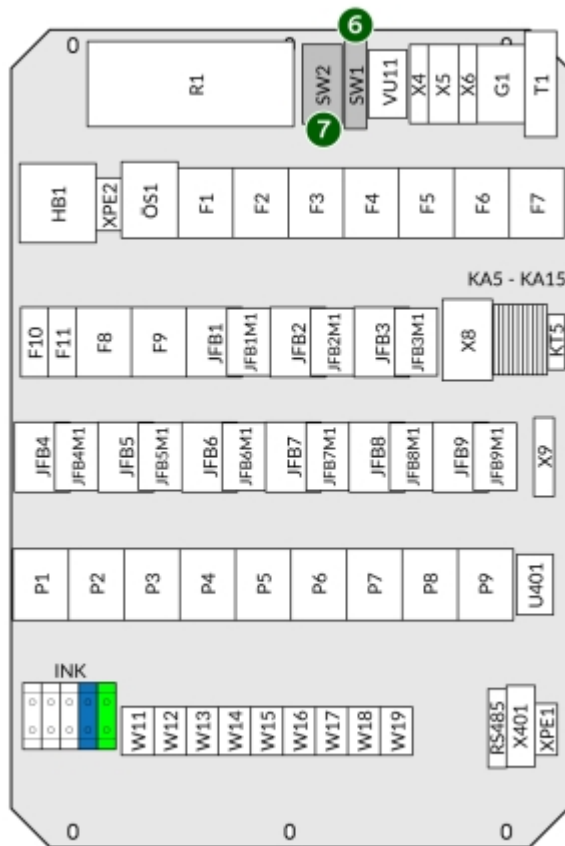 6
0 0 0
R1 SW2 SW1 VU11 X4 X5 X6 G1 T1
7
HB1 XPE2 ÖS1 F1 F2 F3 F4 F5 F6 F7
KA5 - KA15
F10 F11 F8 F9 JFB1 JFB1M1 JFB2 JFB2M1 JFB3 JFB3M1 X8 KT5
JFB4 JFB4M1 JFB5 JFB5M1 JFB6 JFB6M1 JFB7 JFB7M1 JFB8 JFB8M1 JFB9 JFB9M1 X9
P1 P2 P3 P4 P5 P6 P7 P8 P9 U401
INK
W11 W12 W13 W14 W15 W16 W17 W18 W19 RS485 X401 XPE1
0 0 0